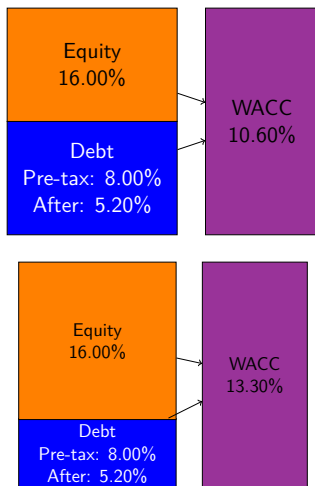 Equity
16.00%
Debt
Pre-tax: 8.00%
After: 5.20%
WACC
10.60%
Equity
16.00%
Debt
Pre-tax: 8.00%
After: 5.20%
WACC
13.30%